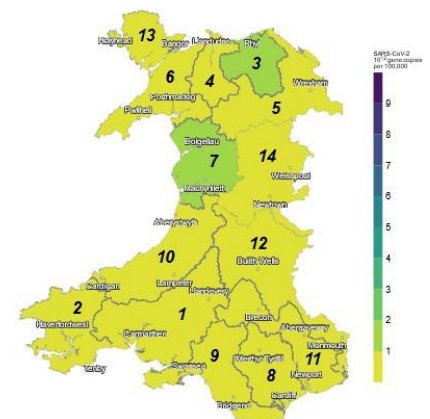 13
Holyhead
Bangor
Llandudno
Rhyl
3
6
4
Wrexham
Porthmadog
5
Pwllheli
Dolgellau
7
14
Welshpool
Machynlleth
Newtown
Aberystwyth
10
12
Builth Wells
Cardigan
Lampeter
Llandovery
2
1
Haverfordwest
Brecon
Abergavenny
Carmarthen
Monmouth
Tenby
Swansea
9
Merthyr Tydfil
11
8
Newport
Bridgend
Cardiff
SARS-CoV-2
10^12 gene copies
per 100,000
9
8
7
6
5
4
3
2
1